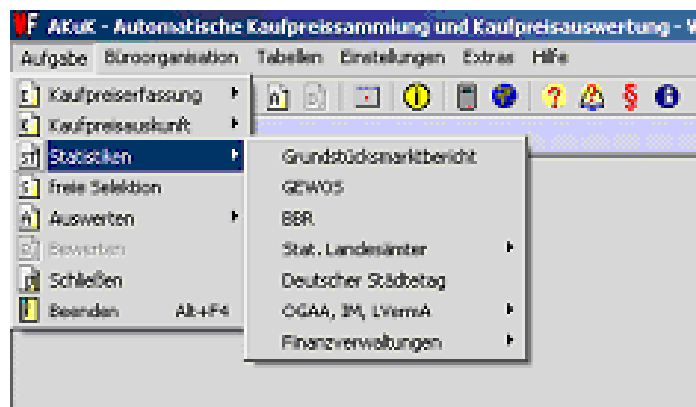 WF AKuK - Automatische Kaufpreissammlung und Kaufpreisauswertung -
Aufgabe Büroorganisation Tabellen Einstellungen Extras Hilfe
Kaufpreiserfassung
Kaufpreisauskunft
Statistiken
Freie Selektion
Auswerten
Bewerten
Schließen
Beenden Alt+F4
Grundstücksmarktbericht
GEWOS
BBR
Stat. Landesämter
Deutscher Städtetag
OGAA, IM, LVermA
Finanzverwaltungen